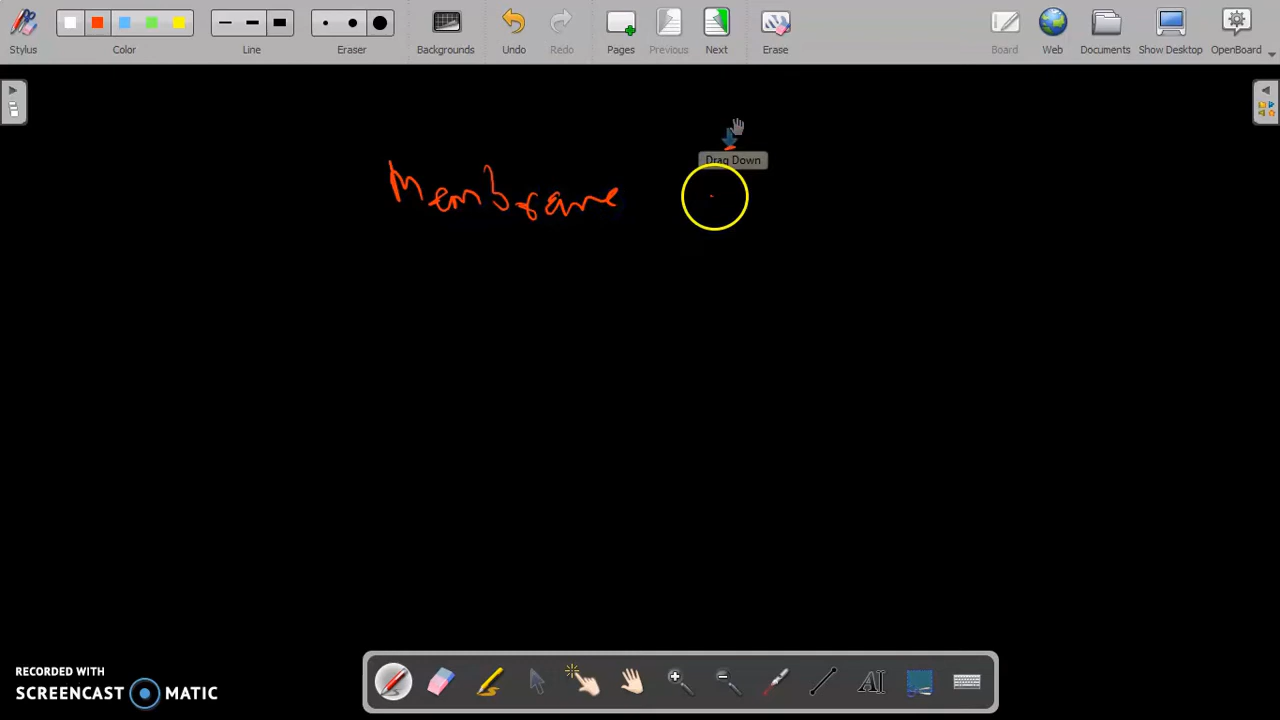 Stylus Color Line Eraser Backgrounds Undo Redo Pages Previous Next Erase Board Web Documents Show Desktop OpenBoard
Drag Down
Membrane
AI
RECORDED WITH
SCREENCAST MATIC